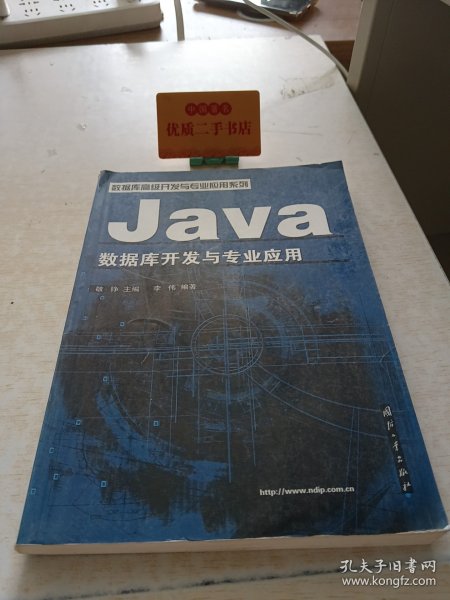 中国著名
优质二手书店
数据库高级开发与专业应用系列
Java
数据库开发与专业应用
敬铮 主编 李伟 编著
国防工业出版社
http://www.ndip.com.cn
孔夫子旧书网
www.kongfz.com